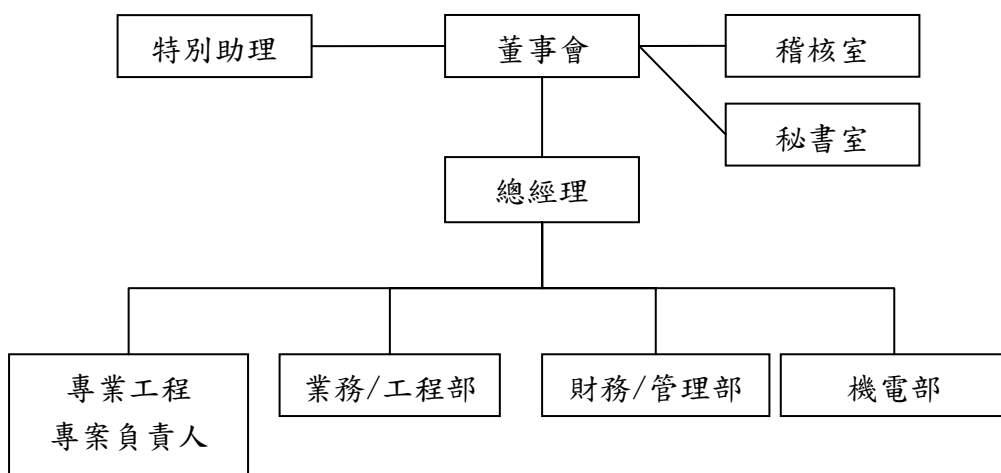 特別助理
董事會
稽核室
秘書室
總經理
專業工程
專案負責人
業務/工程部
財務/管理部
機電部